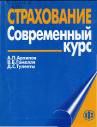 СТРАХОВАНИЕ
Современный
курс
А.П.Архипов
В.Б.Гомелля
Д.С.Туленты